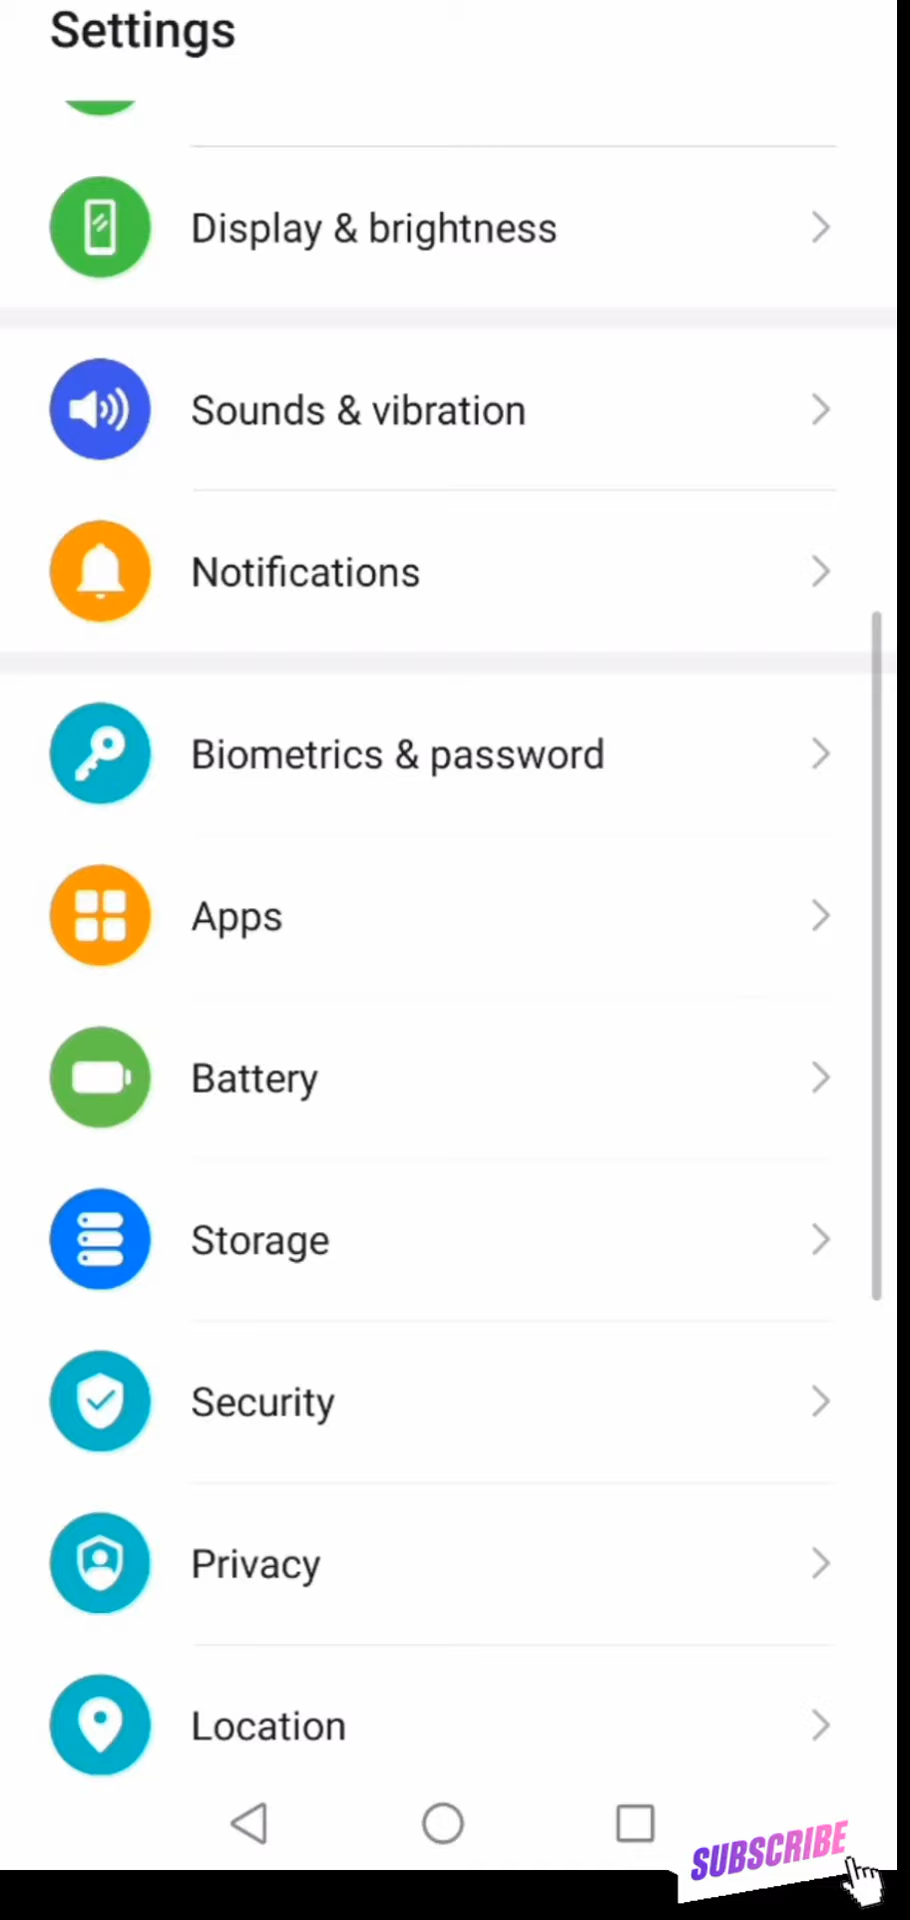 Settings
Display & brightness
Sounds & vibration
Notifications
Biometrics & password
Apps
Battery
Storage
Security
Privacy
Location
SUBSCRIBE